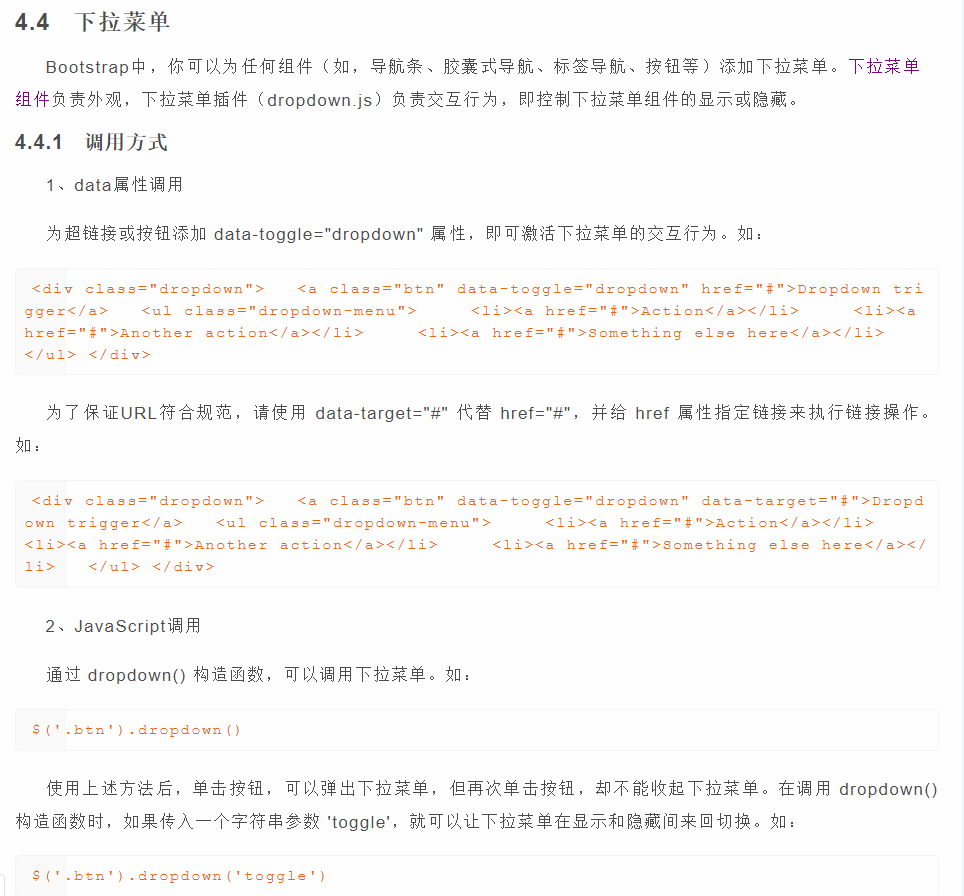 4.4 下拉菜单
Bootstrap中，你可以为任何组件（如，导航条、胶囊式导航、标签导航、按钮等）添加下拉菜单。下拉菜单
组件负责外观，下拉菜单插件（dropdown.js）负责交互行为，即控制下拉菜单组件的显示或隐藏。
4.4.1 调用方式
1、data属性调用
为超链接或按钮添加 data-toggle="dropdown" 属性，即可激活下拉菜单的交互行为。如：
<div class="dropdown">   <a class="btn" data-toggle="dropdown" href="#">Dropdown tri
gger</a>   <ul class="dropdown-menu">     <li><a href="#">Action</a></li>     <li><a
href="#">Another action</a></li>     <li><a href="#">Something else here</a></li>
</ul> </div>
为了保证URL符合规范，请使用 data-target="#" 代替 href="#"，并给 href 属性指定链接来执行链接操作。
如：
<div class="dropdown">   <a class="btn" data-toggle="dropdown" data-target="#">Dropd
own trigger</a>   <ul class="dropdown-menu">     <li><a href="#">Action</a></li>
<li><a href="#">Another action</a></li>     <li><a href="#">Something else here</a></
li>   </ul> </div>
2、JavaScript调用
通过 dropdown() 构造函数，可以调用下拉菜单。如：
$('.btn').dropdown()
使用上述方法后，单击按钮，可以弹出下拉菜单，但再次单击按钮，却不能收起下拉菜单。在调用 dropdown()
构造函数时，如果传入一个字符串参数 'toggle'，就可以让下拉菜单在显示和隐藏间来回切换。如：
$('.btn').dropdown('toggle')